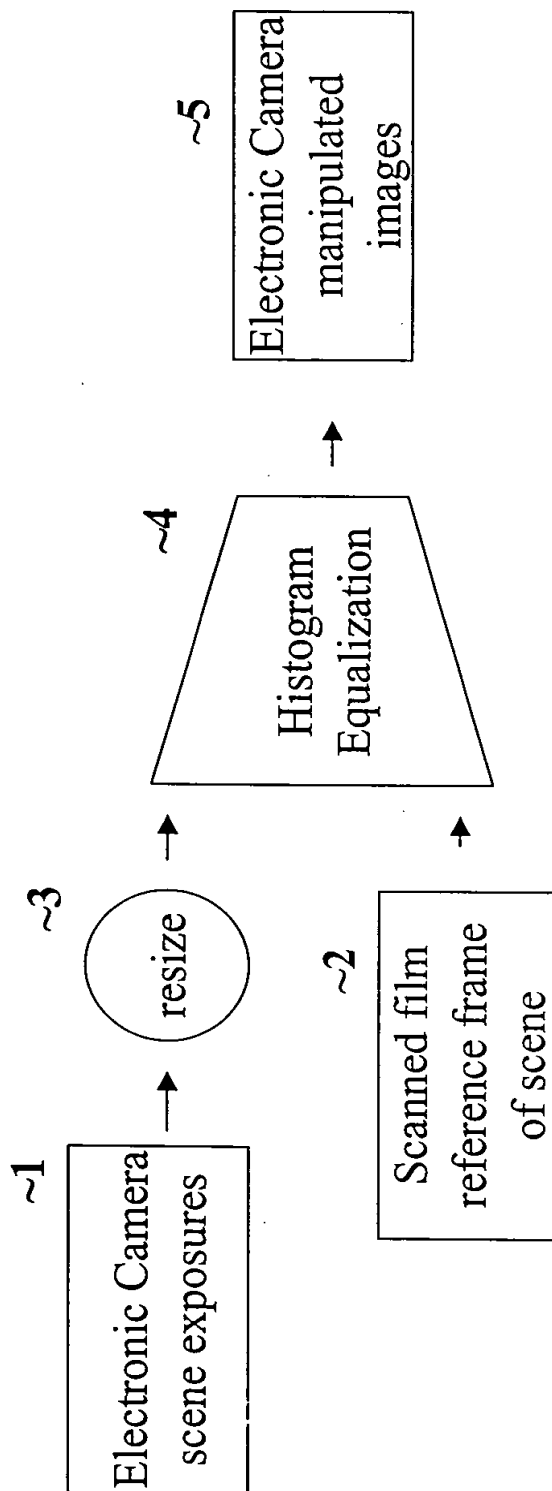 ~1
Electronic Camera
scene exposures
~3
resize
~2
Scanned film
reference frame
of scene
~4
Histogram
Equalization
~5
Electronic Camera
manipulated
images